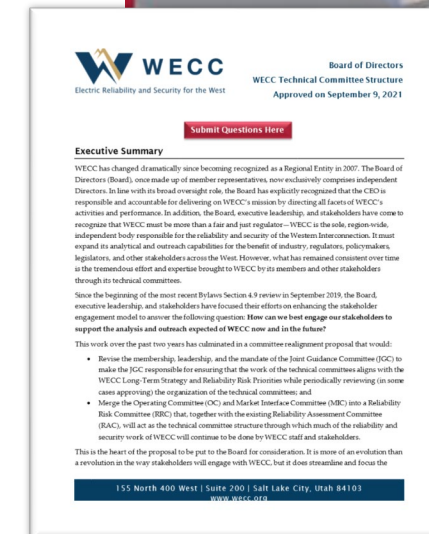 WECC
Electric Reliability and Security for the West
Board of Directors
WECC Technical Committee Structure
Approved on September 9, 2021
Submit Questions Here
Executive Summary
WECC has changed dramatically since becoming recognized as a Regional Entity in 2007. The Board of
Directors (Board), once made up of member representatives, now exclusively comprises independent
Directors. In line with its broad oversight role, the Board has explicitly recognized that the CEO is
responsible and accountable for delivering on WECC's mission by directing all facets of WECC's
activities and performance. In addition, the Board, executive leadership, and stakeholders have come to
recognize that WECC must be more than a fair and just regulator—WECC is the sole, region-wide,
independent body responsible for the reliability and security of the Western Interconnection. It must
expand its analytical and outreach capabilities for the benefit of industry, regulators, policymakers,
legislators, and other stakeholders across the West. However, what has remained consistent over time
is the tremendous effort and expertise brought to WECC by its members and other stakeholders
through its technical committees.
Since the beginning of the most recent Bylaws Section 4.9 review in September 2019, the Board,
executive leadership, and stakeholders have focused their efforts on enhancing the stakeholder
engagement model to answer the following question: How can we best engage our stakeholders to
support the analysis and outreach expected of WECC now and in the future?
This work over the past two years has culminated in a committee realignment proposal that would:
• Revise the membership, leadership, and the mandate of the Joint Guidance Committee (JGC) to
make the JGC responsible for ensuring that the work of the technical committees aligns with the
WECC Long-Term Strategy and Reliability Risk Priorities while periodically reviewing (in some
cases approving) the organization of the technical committees; and
• Merge the Operating Committee (OC) and Market Interface Committee (MIC) into a Reliability
Risk Committee (RRC) that, together with the existing Reliability Assessment Committee
(RAC), will act as the technical committee structure through which much of the reliability and
security work of WECC will continue to be done by WECC staff and stakeholders.
This is the heart of the proposal to be put to the Board for consideration. It is more of an evolution than
a revolution in the way stakeholders will engage with WECC, but it does streamline and focus the
155 North 400 West | Suite 200 | Salt Lake City, Utah 84103
www.wecc.org